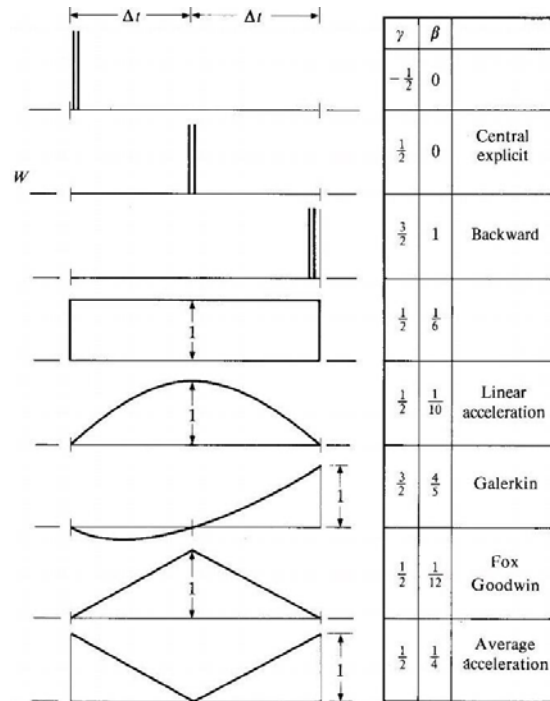 Δt Δt
γ β
W
-1/2 0
1/2 0 Central explicit
3/2 1 Backward
1 1/2 1/6
1 1/2 1/10 Linear acceleration
1 3/2 4/5 Galerkin
1 1/2 1/12 Fox Goodwin
1 1/2 1/4 Average acceleration